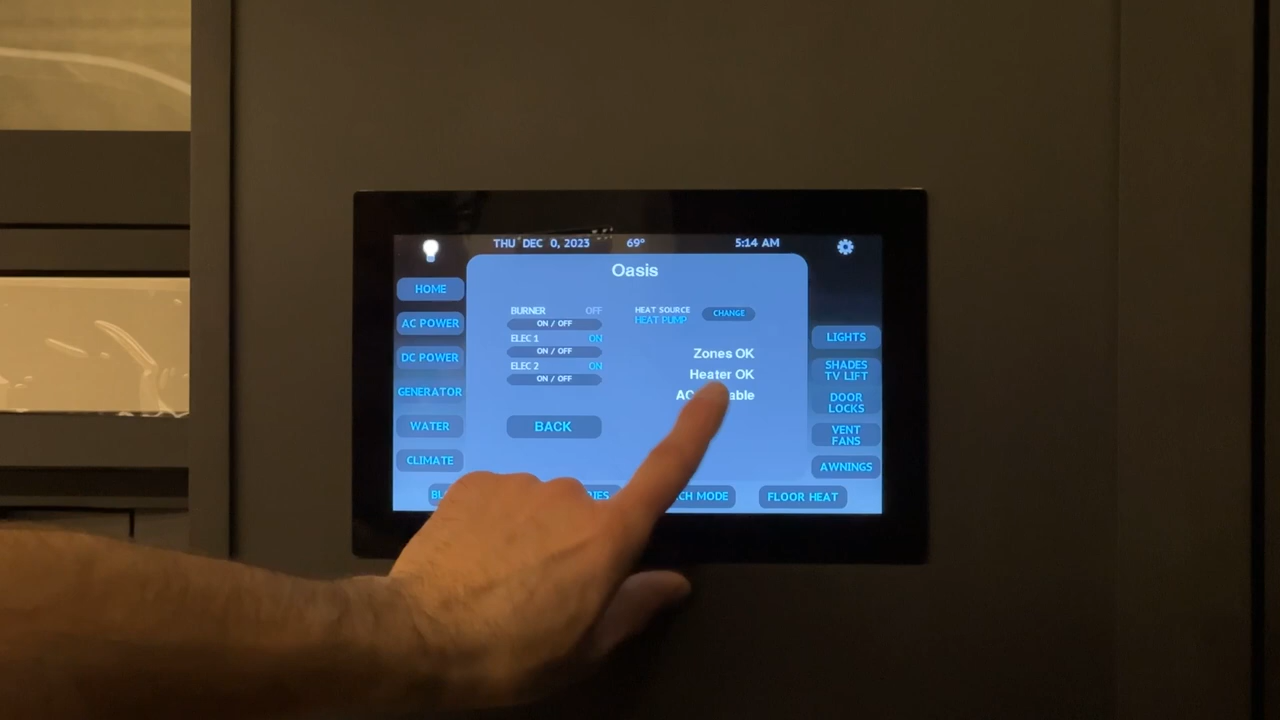 THU DEC 0, 2023 69° 5:14 AM
Oasis
HOME
AC POWER
DC POWER
GENERATOR
WATER
CLIMATE
BURNER OFF
ON / OFF
ELEC 1 ON
ON / OFF
ELEC 2 ON
ON / OFF
BACK
HEAT SOURCE
HEAT PUMP
CHANGE
Zones OK
Heater OK
LIGHTS
SHADES
TV LIFT
DOOR
LOCKS
VENT
FANS
AWNINGS
MODE
FLOOR HEAT